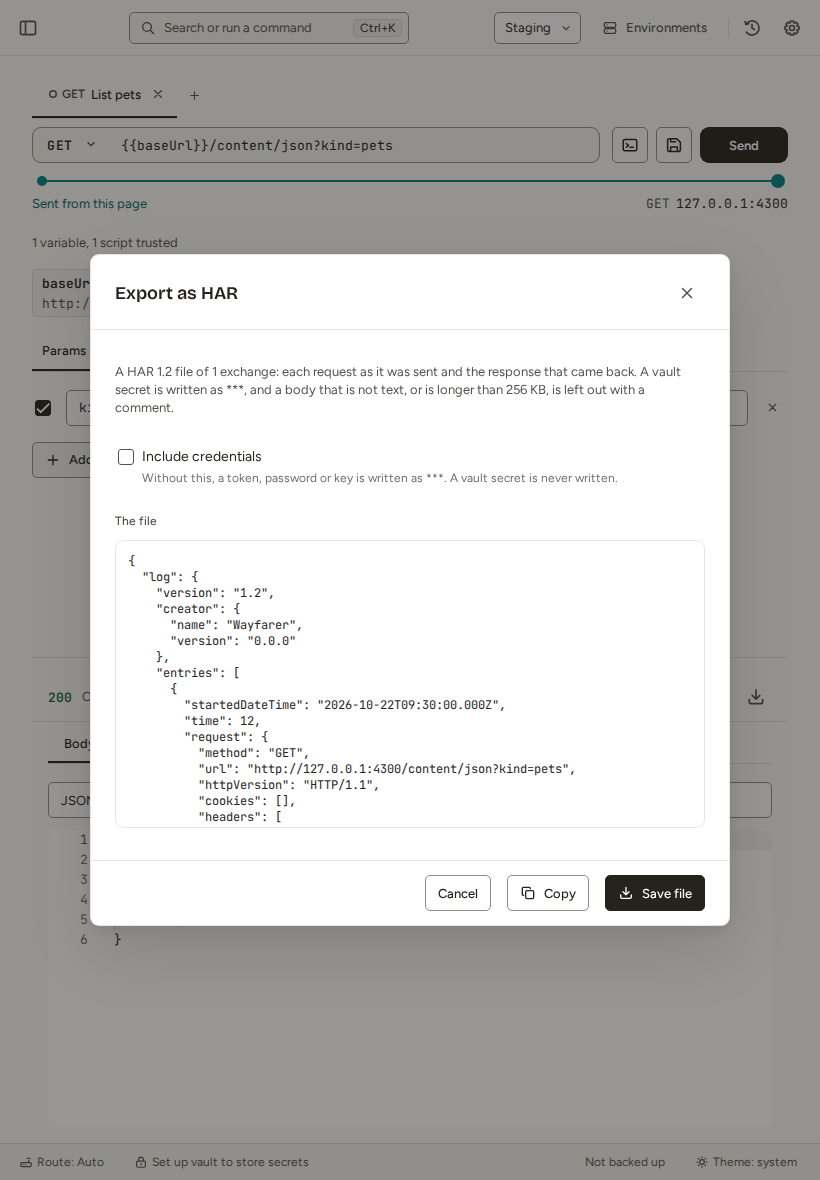 Search or run a command Ctrl+K Staging Environments
GET List pets
GET {{baseUrl}}/content/json?kind=pets Send
Sent from this page GET 127.0.0.1:4300
1 variable, 1 script trusted
Export as HAR
http:/
Params
A HAR 1.2 file of 1 exchange: each request as it was sent and the response that came back. A vault
secret is written as ***, and a body that is not text, or is longer than 256 KB, is left out with a
comment.
Include credentials
Without this, a token, password or key is written as ***. A vault secret is never written.
The file
{
"log": {
"version": "1.2",
"creator": {
"name": "Wayfarer",
"version": "0.0.0"
},
"entries": [
{
"startedDateTime": "2026-10-22T09:30:00.000Z",
"time": 12,
"request": {
"method": "GET",
"url": "http://127.0.0.1:4300/content/json?kind=pets",
"httpVersion": "HTTP/1.1",
"cookies": [],
"headers": [
200
Body
1
2
3
4
5
6 }
Cancel Copy Save file
Route: Auto Set up vault to store secrets Not backed up Theme: system